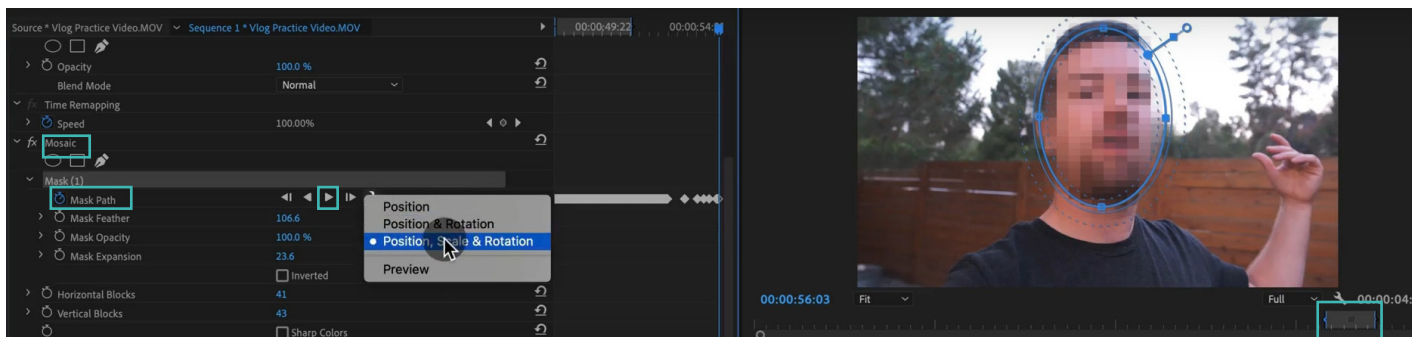 Source * Vlog Practice Video.MOV Sequence 1 * Vlog Practice Video.MOV 00:00:49:22 00:00:54:
Opacity 100.0 %
Blend Mode Normal
fx Time Remapping
Speed 100.00%
fx Mosaic
Mask (1)
Mask Path
Mask Feather 106.6
Mask Opacity 100.0 %
Mask Expansion 23.6
Inverted
Horizontal Blocks 41
Vertical Blocks 43
Sharp Colors
Position
Position & Rotation
Position, Scale & Rotation
Preview
00:00:56:03 Fit Full 00:00:04: